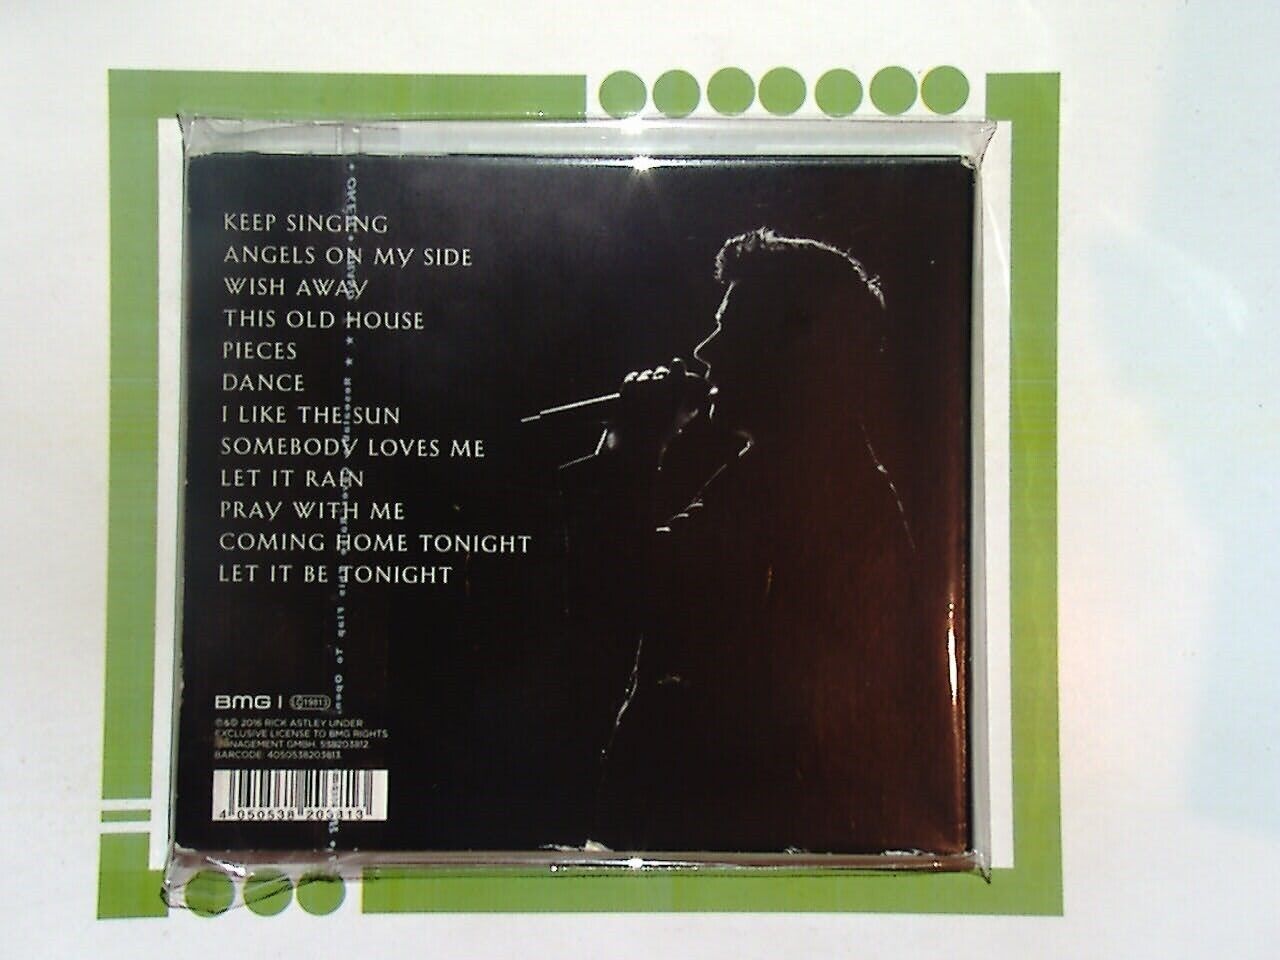 KEEP SINGING
ANGELS ON MY SIDE
WISH AWAY
THIS OLD HOUSE
PIECES
DANCE
I LIKE THE SUN
SOMEBODY LOVES ME
LET IT RAIN
PRAY WITH ME
COMING HOME TONIGHT
LET IT BE TONIGHT
BMG | LC19813
℗&© 2016 RICK ASTLEY UNDER
EXCLUSIVE LICENSE TO BMG RIGHTS
MANAGEMENT GMBH. 538203812.
BARCODE: 4050538203813
4 050538 203813